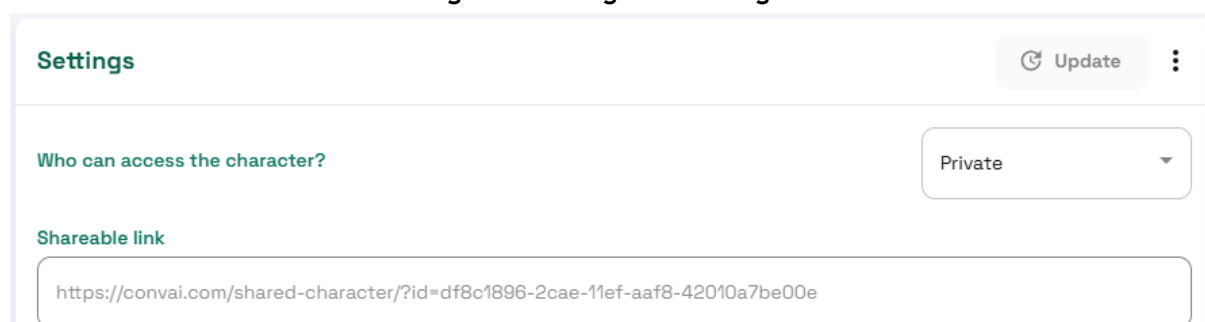 Settings
Update
Who can access the character?
Private
Shareable link
https://convai.com/shared-character/?id=df8c1896-2cae-11ef-aaf8-42010a7be00e